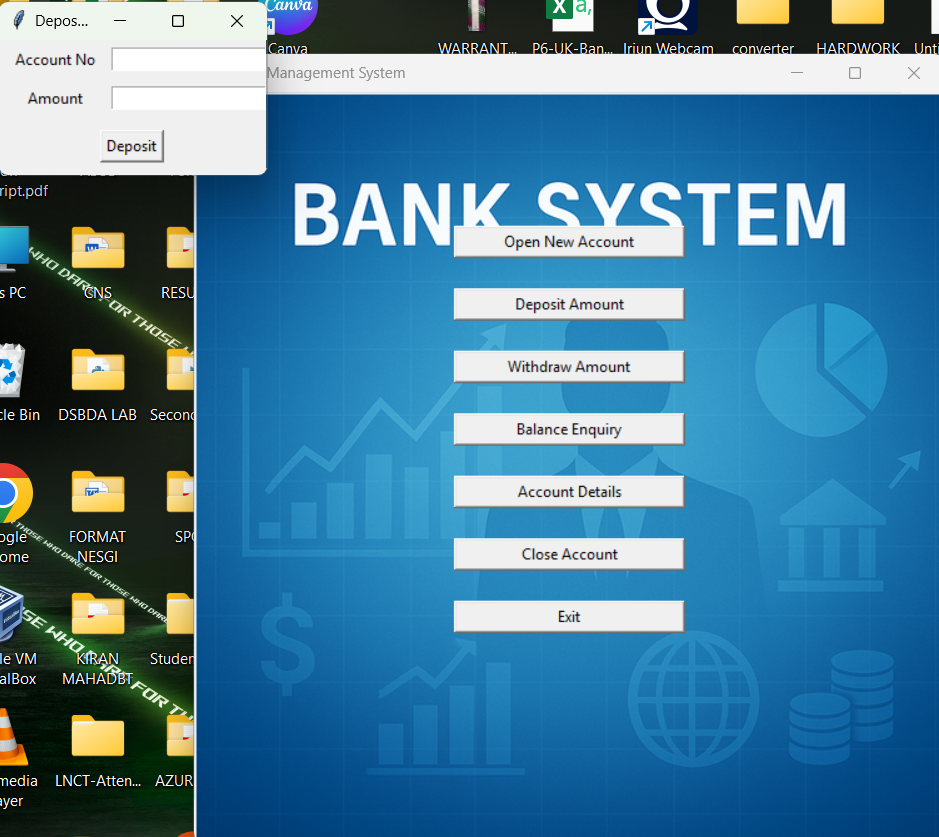 Depos...
Account No
Amount
Deposit
Canva
Canva
WARRANT...
P6-UK-Ban...
Iriun Webcam
converter
HARDWORK
Unti
Management System
BANK SYSTEM
Open New Account
Deposit Amount
Withdraw Amount
Balance Enquiry
Account Details
Close Account
Exit
ript.pdf
s PC
CNS
RESU
cle Bin
DSBDA LAB
Second
ogle
ome
FORMAT
NESGI
SPO
le VM
alBox
KIRAN
MAHADBT
Studen
media
ayer
LNCT-Atten...
AZUR
WHO DARE FOR THOSE
THOSE WHO DARE FOR THOSE WHO DARE
SE WHO DARE FOR TH